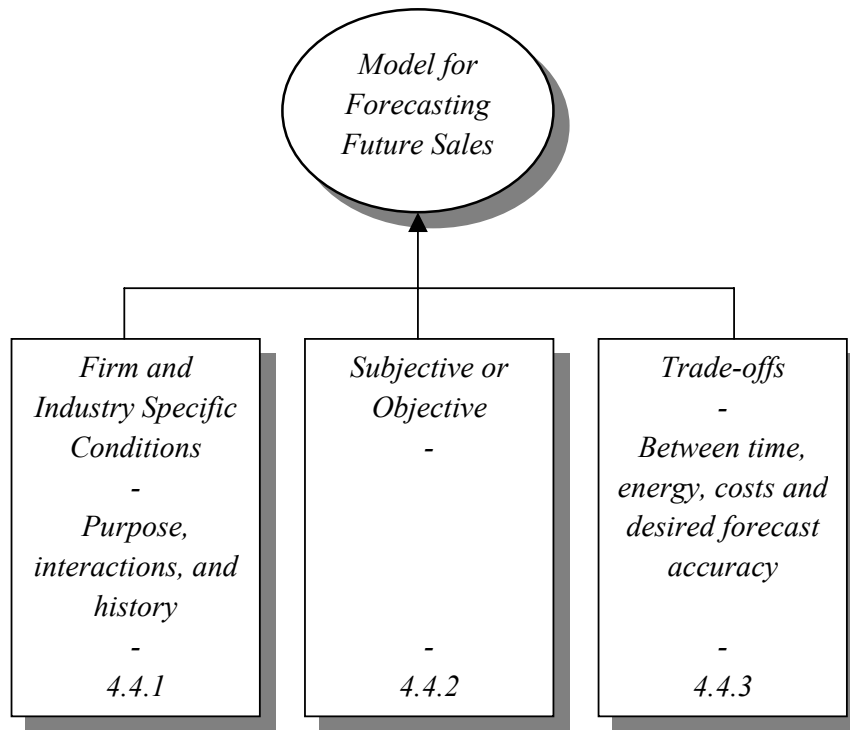 Model for
Forecasting
Future Sales
Firm and
Industry Specific
Conditions
-
Purpose,
interactions, and
history
-
4.4.1
Subjective or
Objective
-
-
4.4.2
Trade-offs
-
Between time,
energy, costs and
desired forecast
accuracy
-
4.4.3